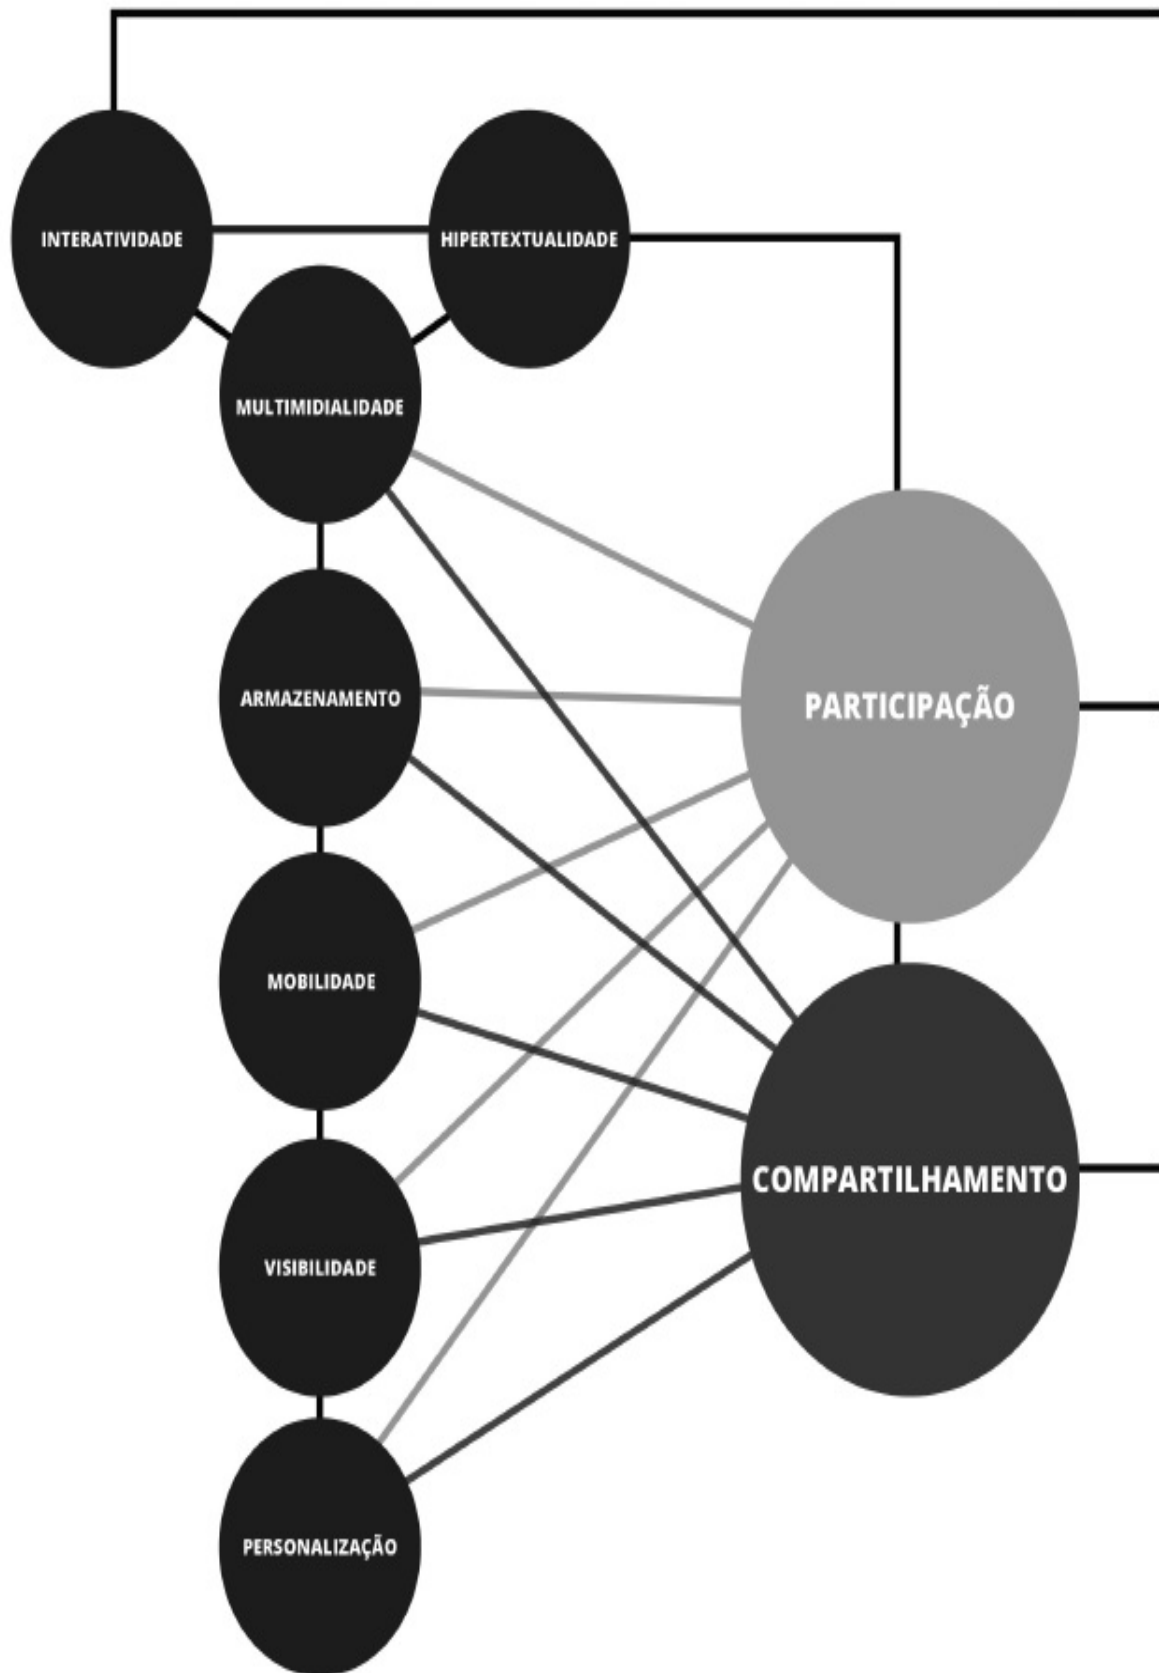 INTERATIVIDADE
HIPERTEXTUALIDADE
MULTIMIDIALIDADE
ARMAZENAMENTO
PARTICIPAÇÃO
MOBILIDADE
COMPARTILHAMENTO
VISIBILIDADE
PERSONALIZAÇÃO